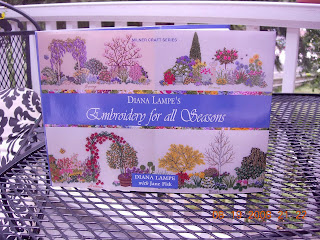 MILNER CRAFT SERIES
DIANA LAMPE'S
Embroidery for all Seasons
DIANA LAMPE
with Jane Fisk